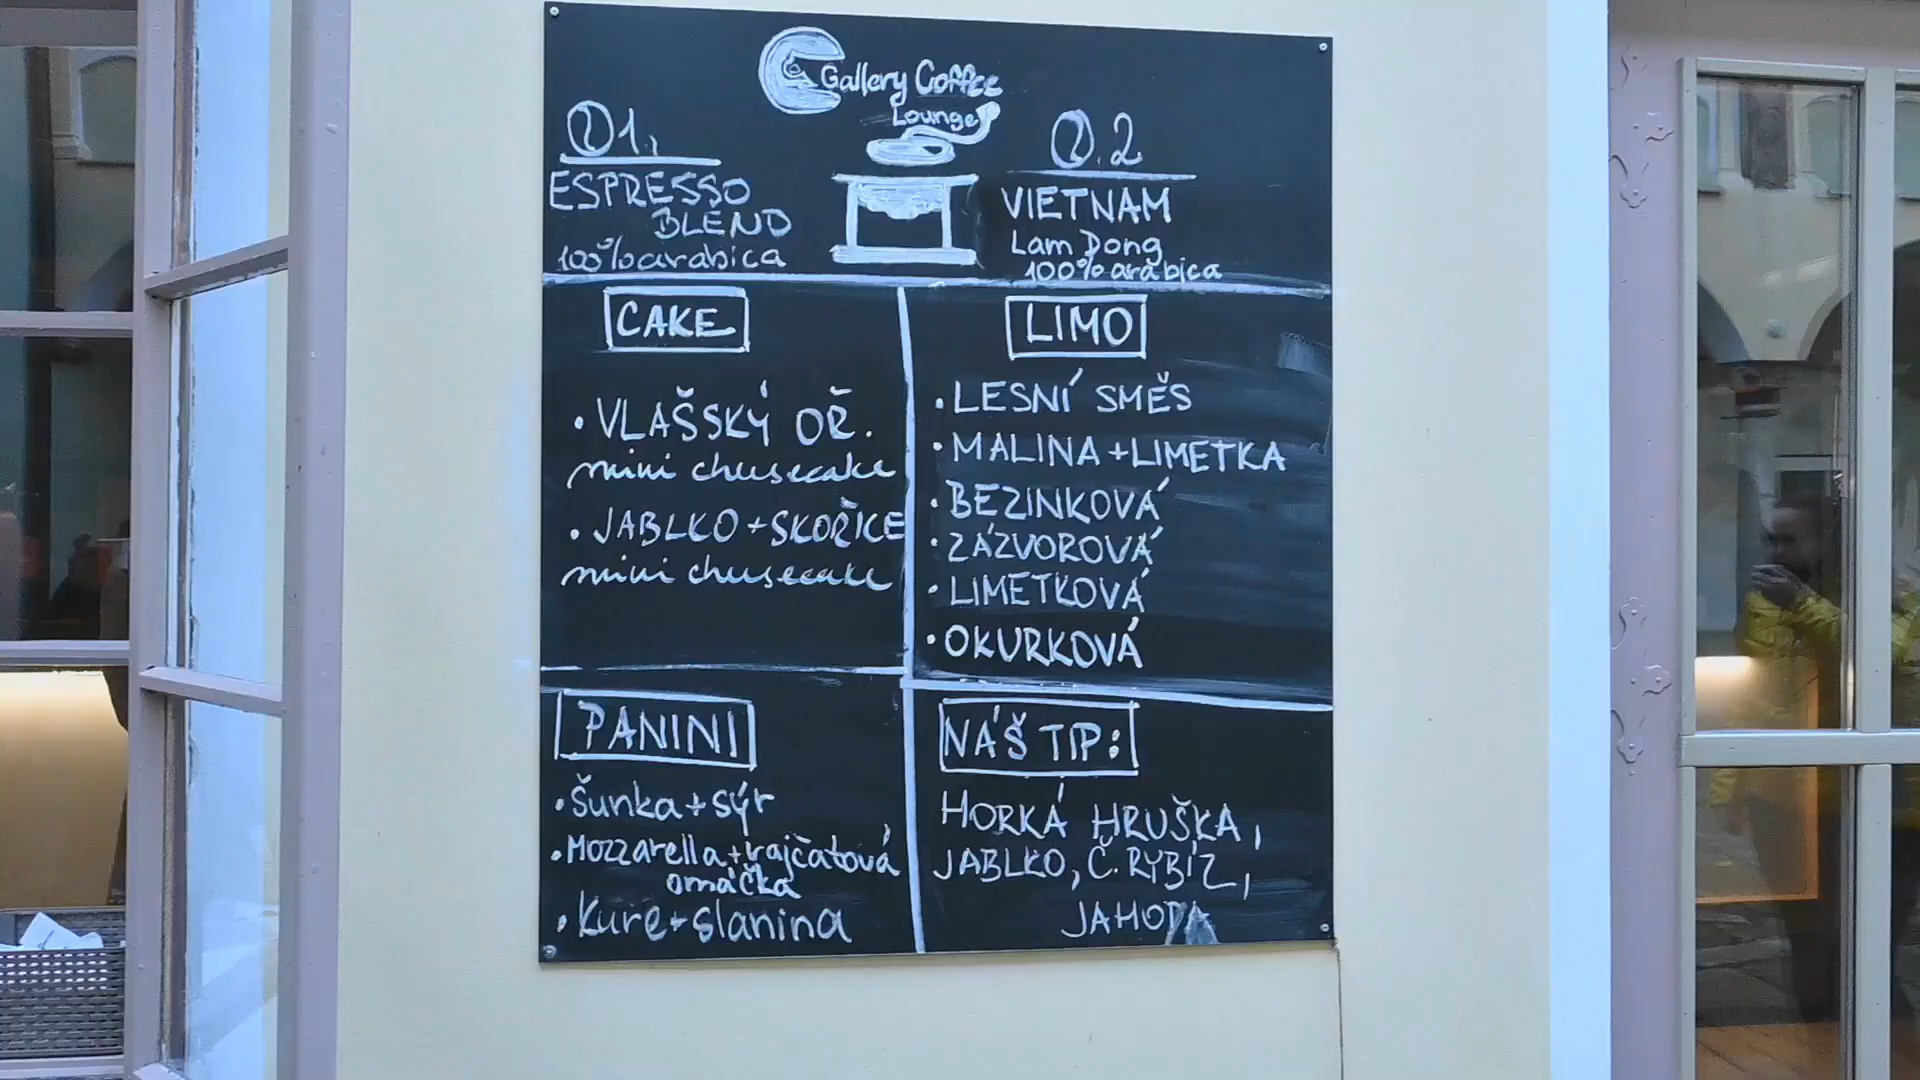 Gallery Coffee
Lounge
1.
ESPRESSO
BLEND
100% arabica
2
VIETNAM
Lam Dong
100% arabica
CAKE
• VLAŠSKÝ OŘ.
mini cheesecake
• JABLKO + SKOŘICE
mini cheesecake
LIMO
• LESNÍ SMĚS
• MALINA + LIMETKA
• BEZINKOVÁ
• ZÁZVOROVÁ
• LIMETKOVÁ
• OKURKOVÁ
PANINI
• Šunka + sýr
• Mozzarella + rajčatová
omáčka
• Kuře + slanina
NÁŠ TIP:
HORKÁ HRUŠKA,
JABLKO, Č. RYBÍZ,
JAHODA